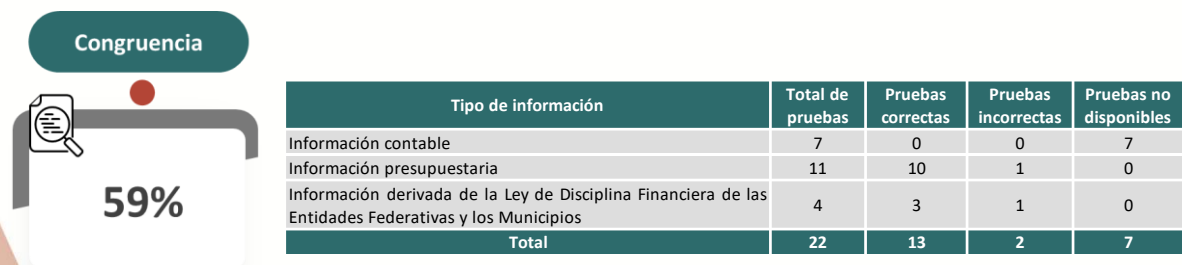 Congruencia
59%
Tipo de información Total de pruebas Pruebas correctas Pruebas incorrectas Pruebas no disponibles
Información contable 7 0 0 7
Información presupuestaria 11 10 1 0
Información derivada de la Ley de Disciplina Financiera de las
Entidades Federativas y los Municipios 4 3 1 0
Total 22 13 2 7